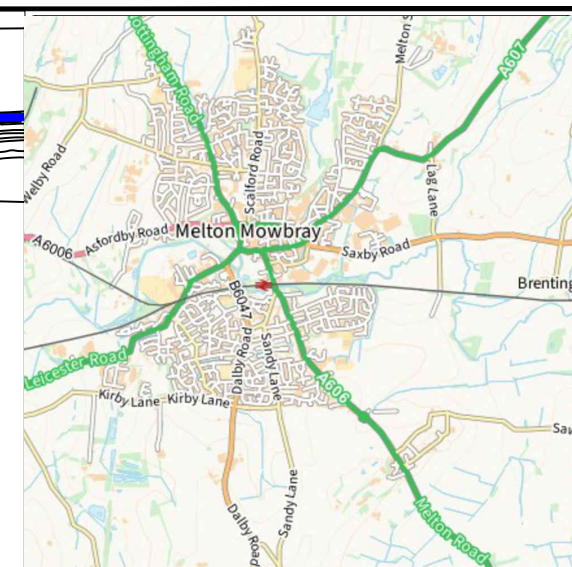 Nottingham Road
Melton S
A607
Welby Road
Scalford Road
Lag Lane
A6006
Asfordby Road
Melton Mowbray
Saxby Road
Brenting
B6047
Leicester Road
Dalby Road
Sandy Lane
A606
Kirby Lane
Kirby Lane
Saw
Sandy Lane
Dalby Road
Melton Road